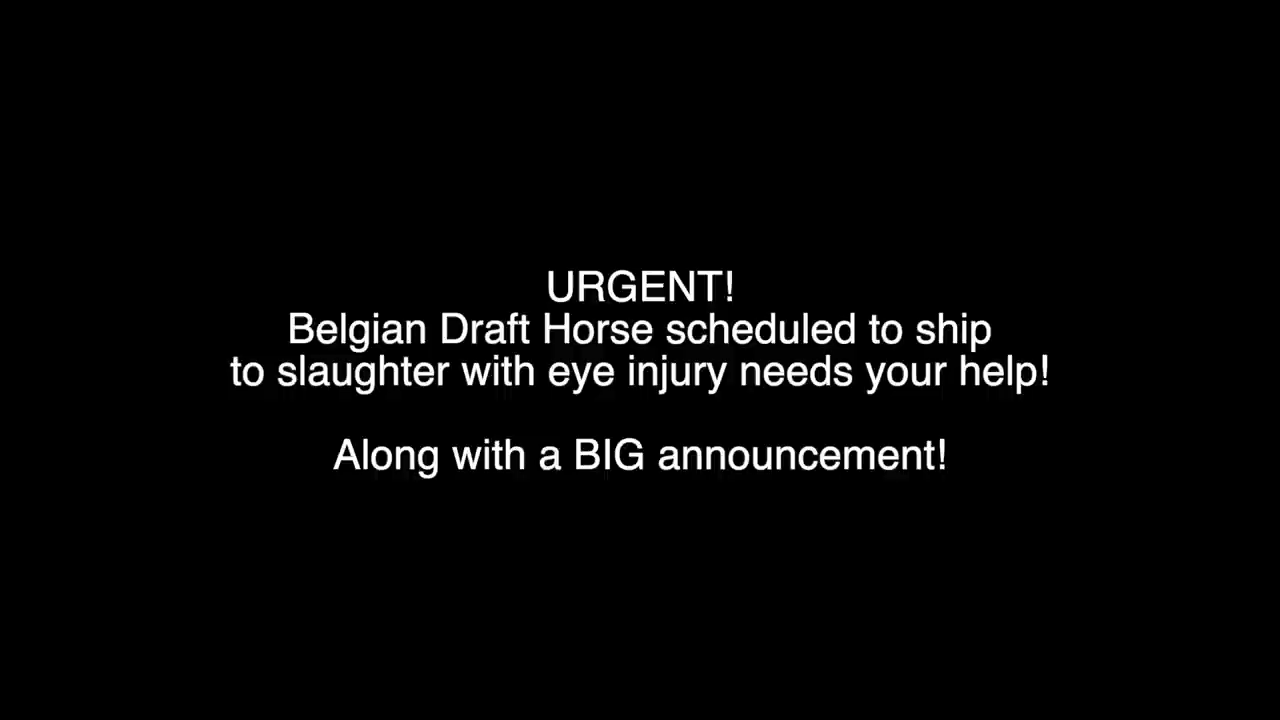 URGENT!
Belgian Draft Horse scheduled to ship
to slaughter with eye injury needs your help!
Along with a BIG announcement!